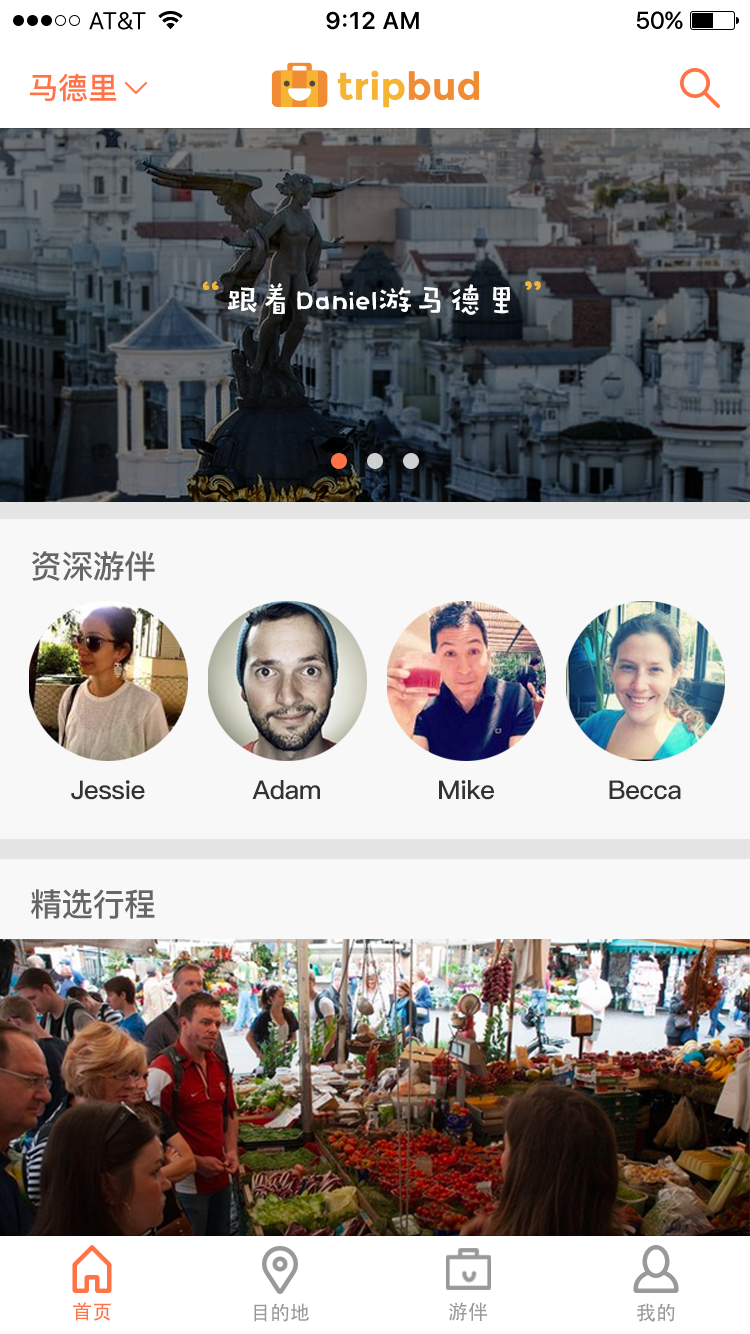 AT&T 9:12 AM 50%
马德里 tripbud
“ 跟着Daniel游马德里 ”
资深游伴
Jessie Adam Mike Becca
精选行程
首页 目的地 游伴 我的